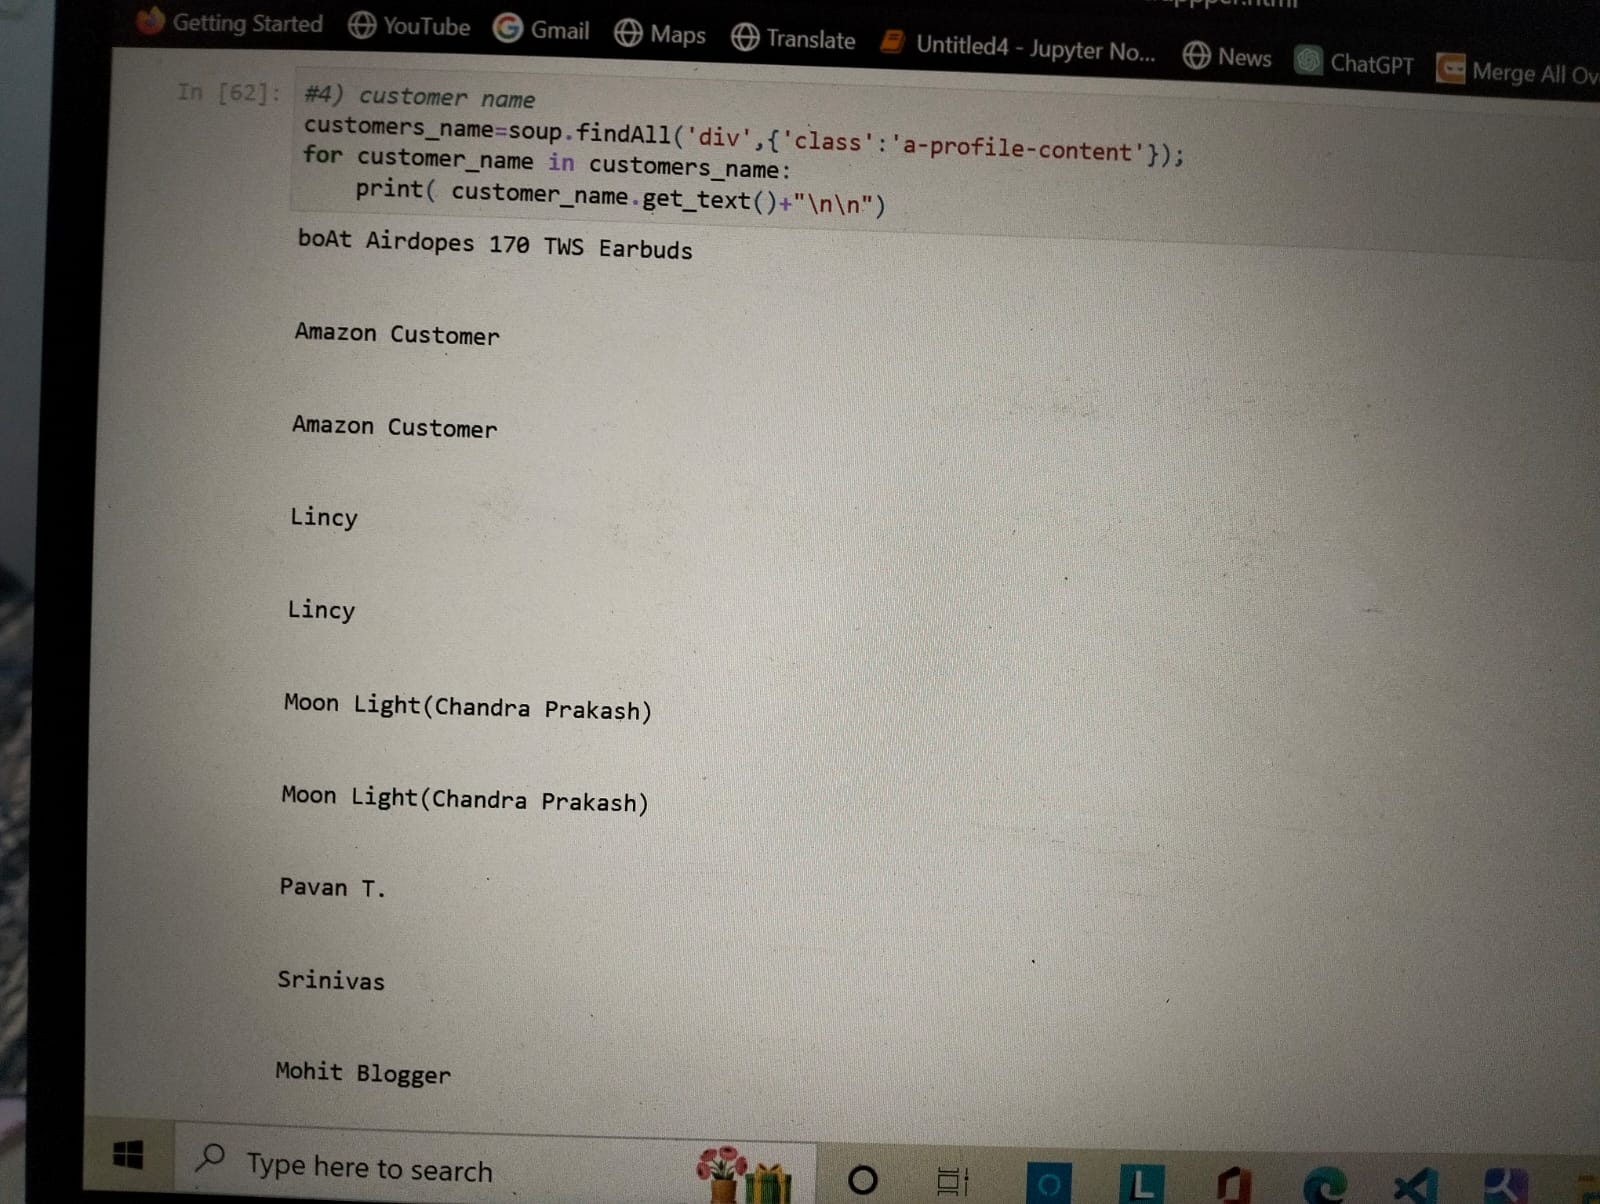 Getting Started YouTube Gmail Maps Translate Untitled4 - Jupyter No... News ChatGPT Merge All Ov
In [62]: #4) customer name
customers_name=soup.findAll('div',{'class':'a-profile-content'});
for customer_name in customers_name:
    print( customer_name.get_text()+"\n\n")
boAt Airdopes 170 TWS Earbuds
Amazon Customer
Amazon Customer
Lincy
Lincy
Moon Light(Chandra Prakash)
Moon Light(Chandra Prakash)
Pavan T.
Srinivas
Mohit Blogger
Type here to search
L